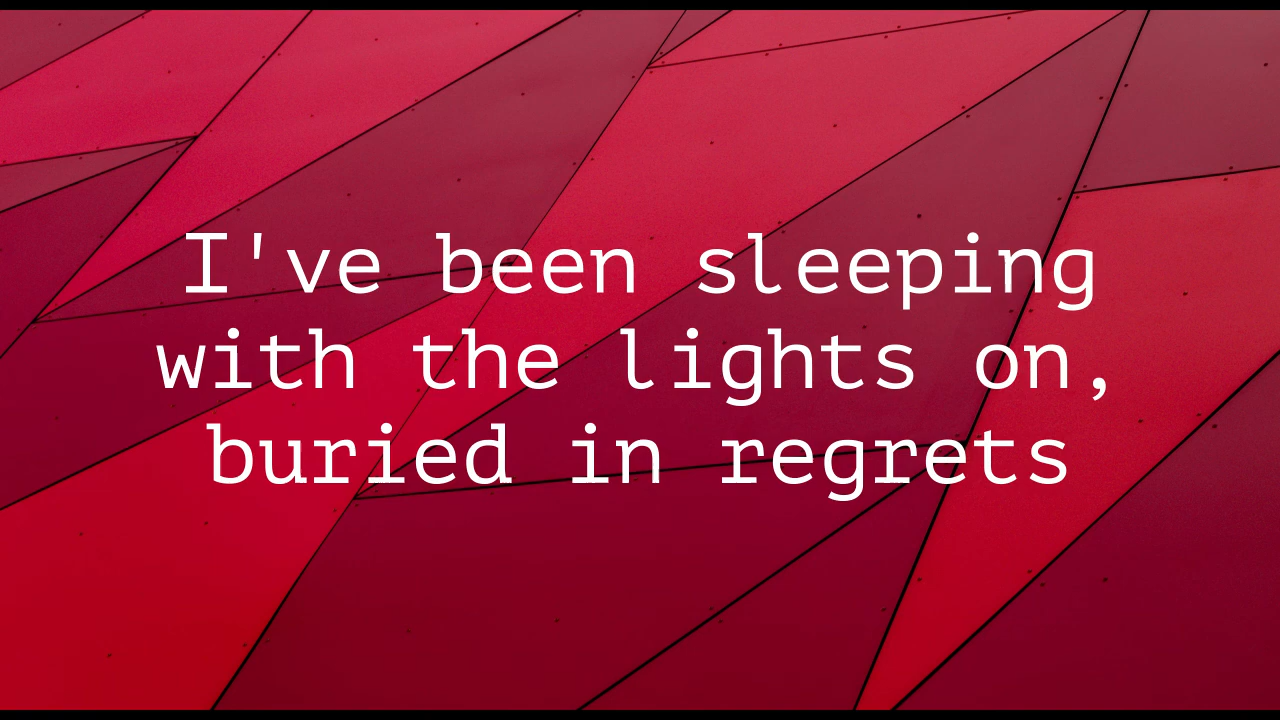 I've been sleeping
with the lights on,
buried in regrets